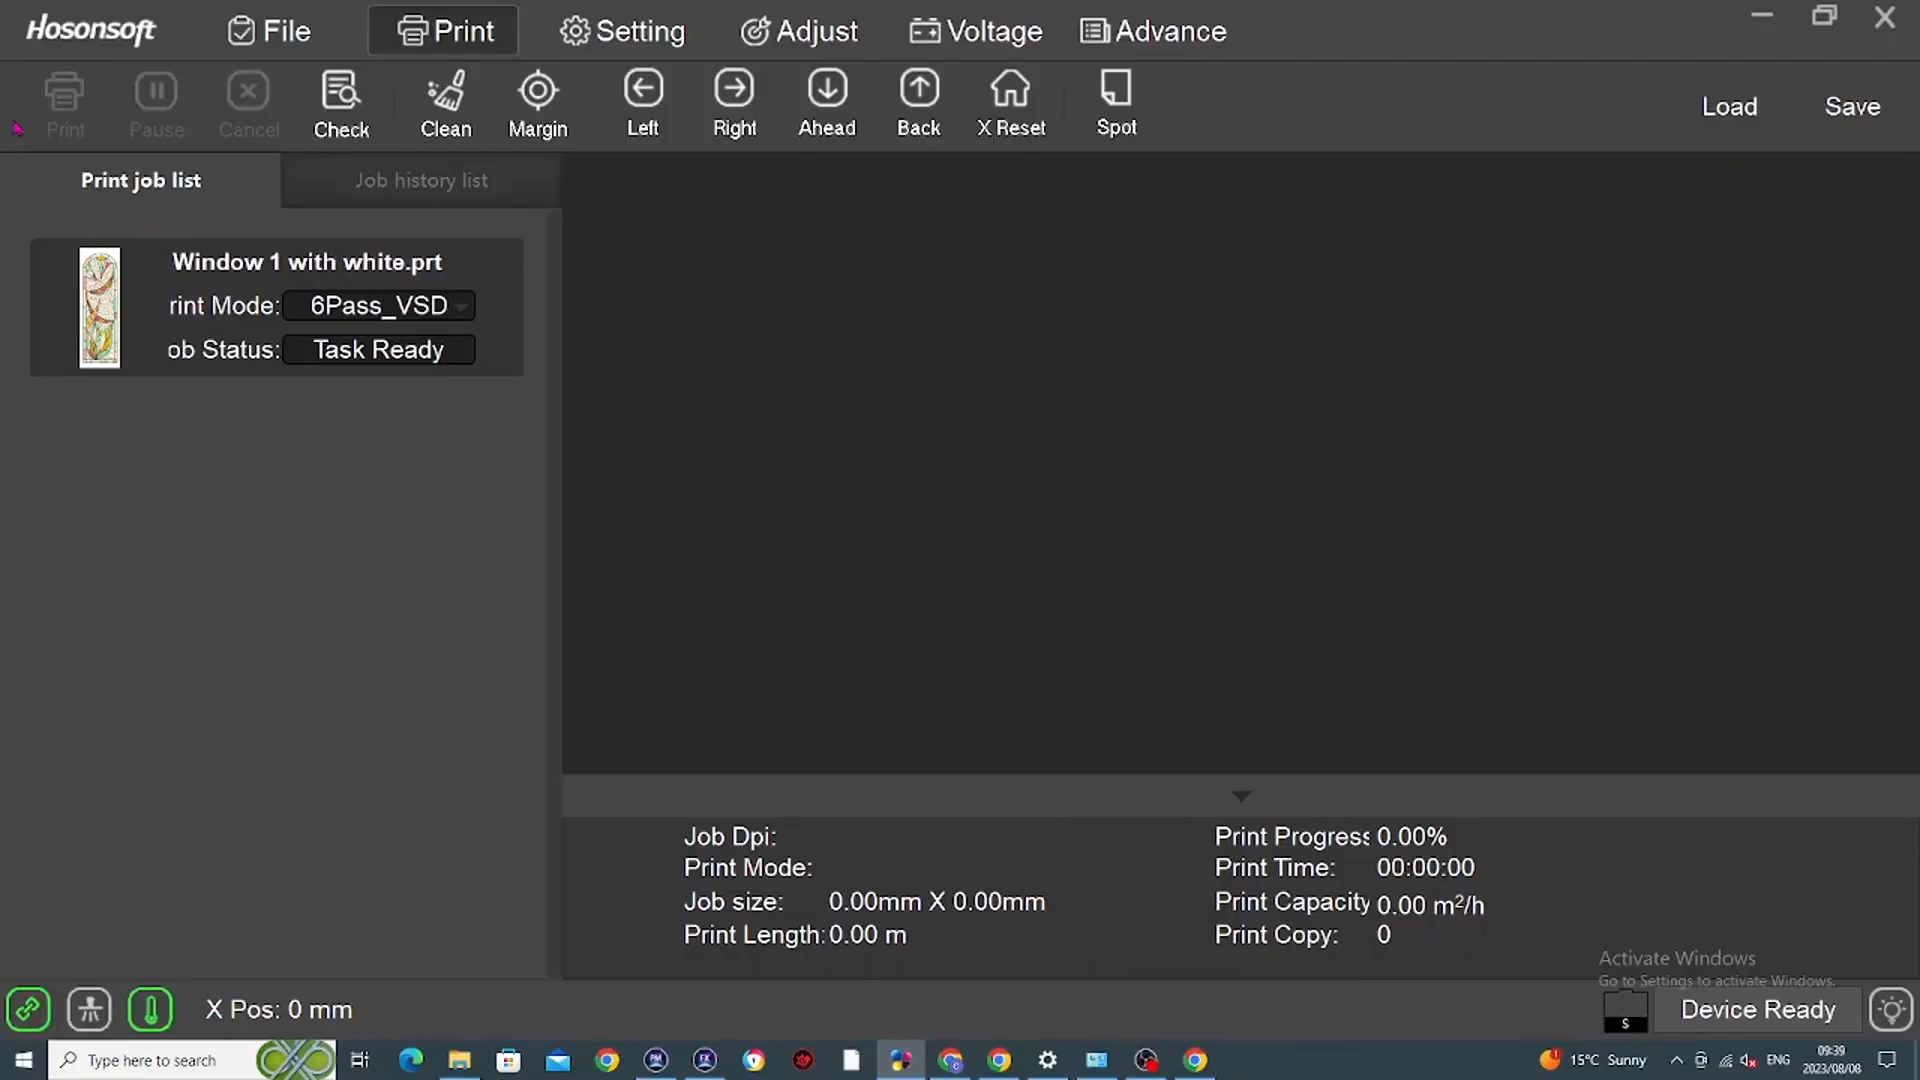 Hosonsoft
File
Print
Setting
Adjust
Voltage
Advance
Print
Pause
Cancel
Check
Clean
Margin
Left
Right
Ahead
Back
X Reset
Spot
Load
Save
Print job list
Job history list
Window 1 with white.prt
rint Mode: 6Pass_VSD
ob Status: Task Ready
Job Dpi:
Print Mode:
Job size: 0.00mm X 0.00mm
Print Length: 0.00 m
Print Progress 0.00%
Print Time: 00:00:00
Print Capacity 0.00 m²/h
Print Copy: 0
Activate Windows
Go to Settings to activate Windows.
X Pos: 0 mm
S
Device Ready
Type here to search
15°C Sunny
ENG
09:39
2023/08/08